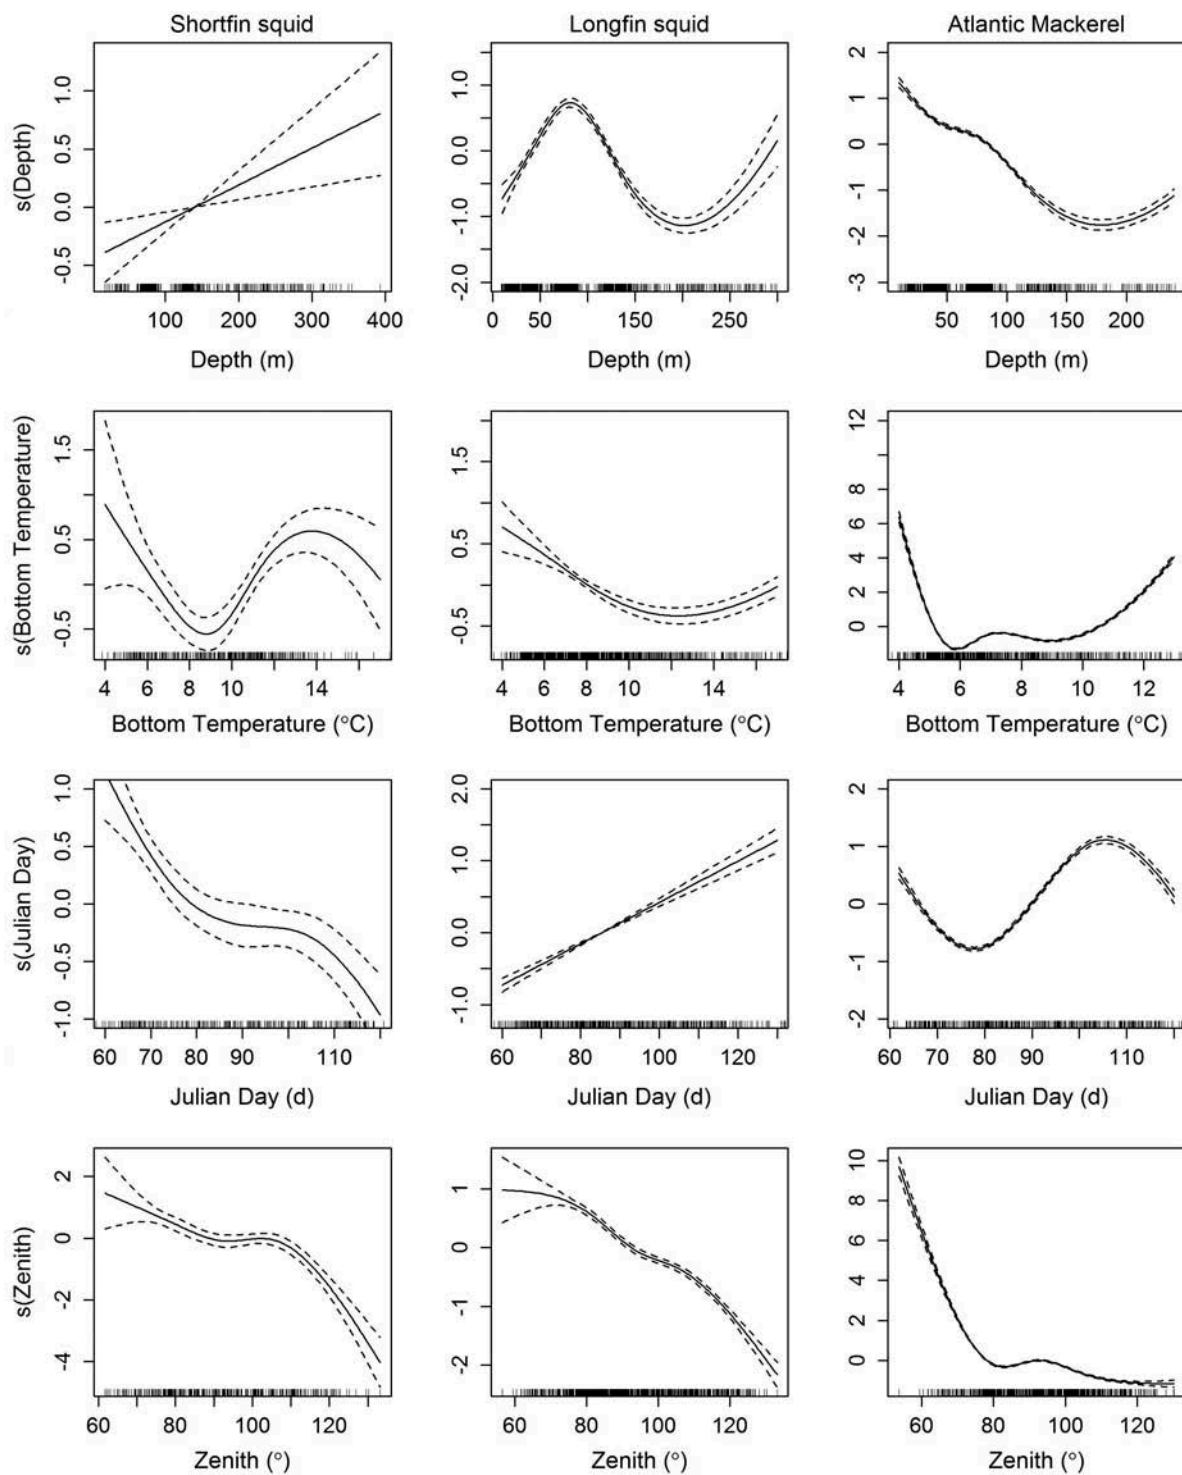 Shortfin squid Longfin squid Atlantic Mackerel
s(Depth) -0.5 0.0 0.5 1.0 -2.0 -1.0 0.0 1.0 -3 -2 -1 0 1 2
100 200 300 400 0 50 150 250 50 100 200
Depth (m) Depth (m) Depth (m)
s(Bottom Temperature) -0.5 0.5 1.5 -0.5 0.5 1.5 0 2 4 8 12
4 6 8 10 14 4 6 8 10 14 4 6 8 10
Bottom Temperature (°C) Bottom Temperature (°C) Bottom Temperature (°C)
s(Julian Day) -1.0 -0.5 0.0 0.5 1.0 -1.0 0.0 1.0 2.0 -2 -1 0 1 2
60 70 80 90 110 60 80 100 120 60 70 80 90 110
Julian Day (d) Julian Day (d) Julian Day (d)
s(Zenith) -4 -2 0 2 -2 -1 0 1 0 2 4 6 8 10
60 80 100 120 60 80 100 120 60 80 100 120
Zenith (°) Zenith (°) Zenith (°)